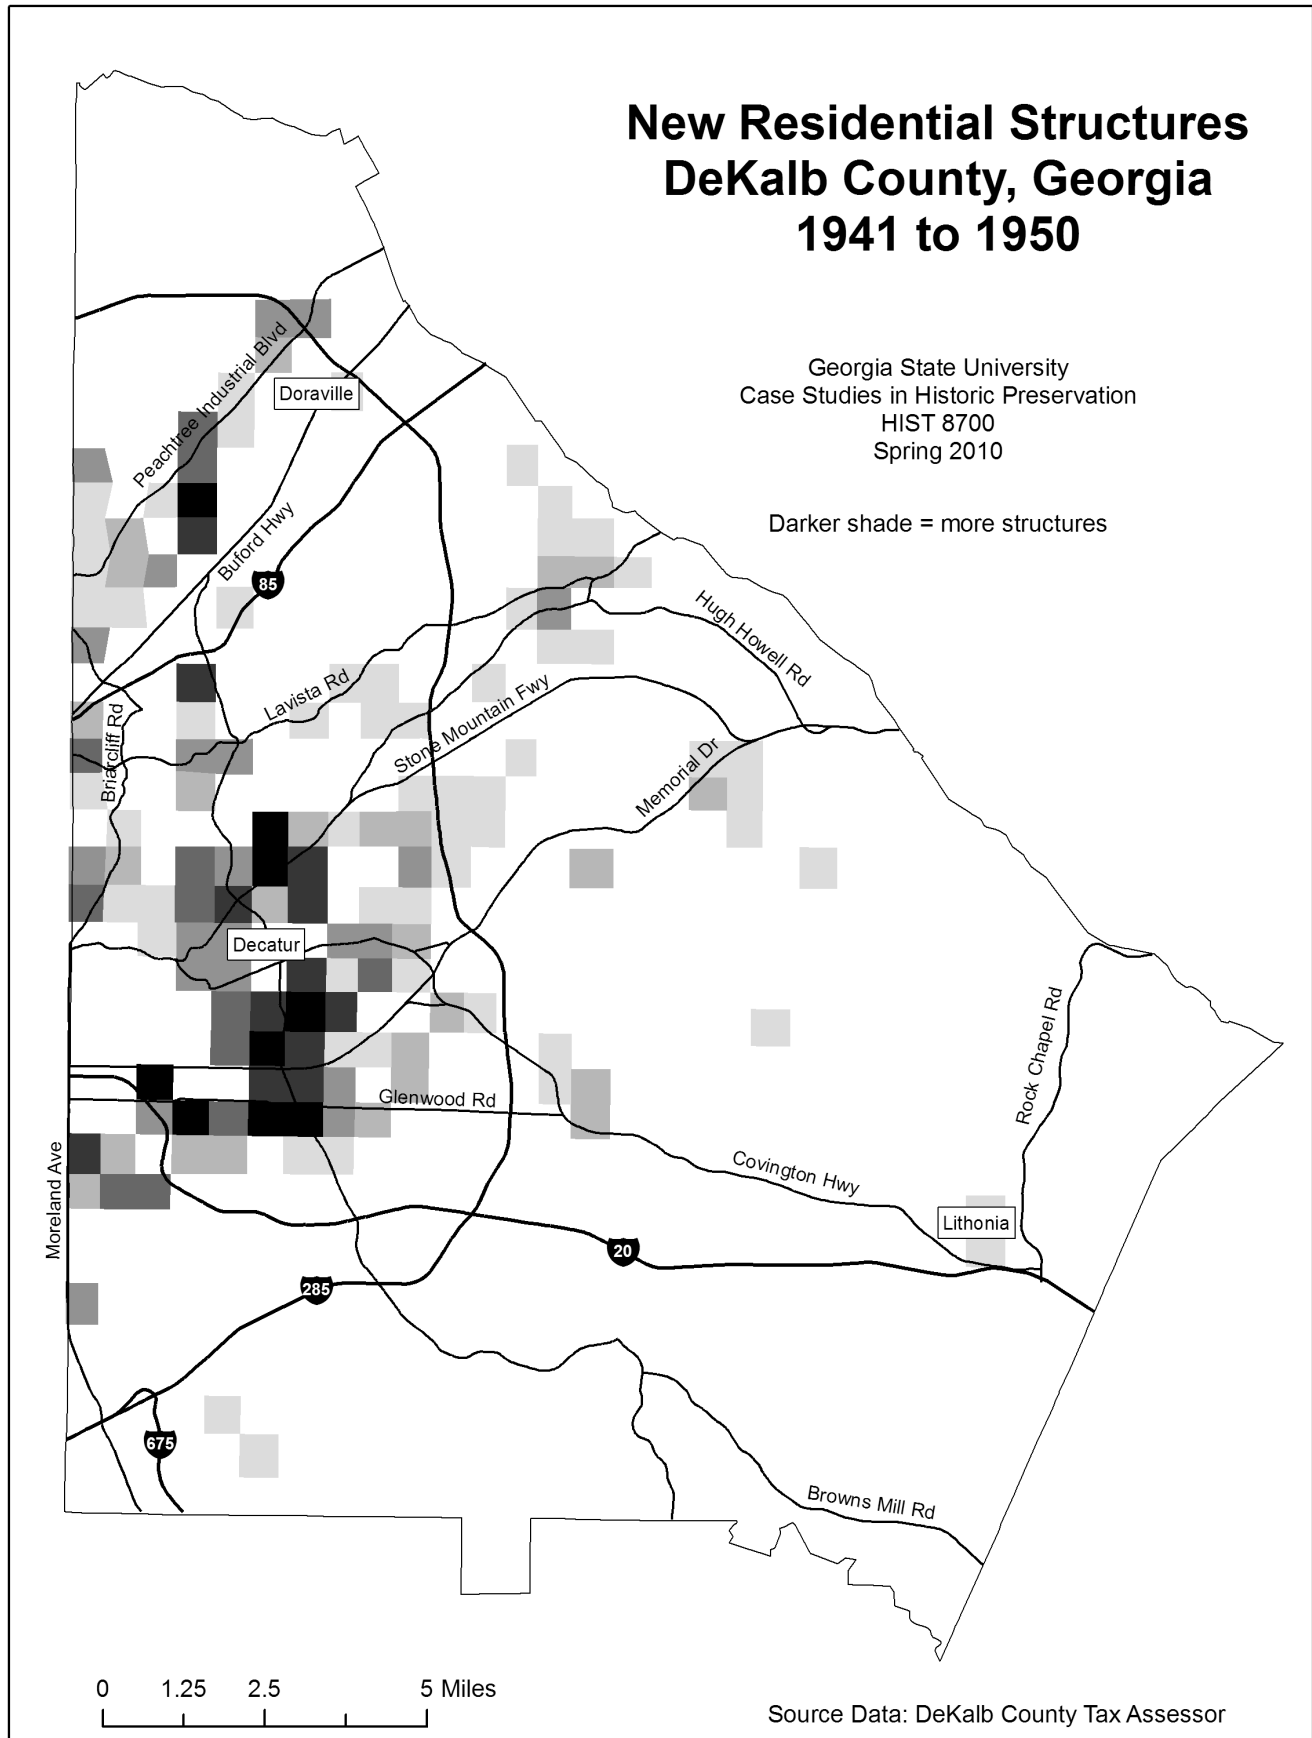 New Residential Structures
DeKalb County, Georgia
1941 to 1950
Georgia State University
Case Studies in Historic Preservation
HIST 8700
Spring 2010
Darker shade = more structures
Peachtree Industrial Blvd
Doraville
Buford Hwy
85
Hugh Howell Rd
Lavista Rd
Stone Mountain Fwy
Briarcliff Rd
Memorial Dr
Decatur
Rock Chapel Rd
Glenwood Rd
Moreland Ave
Covington Hwy
Lithonia
20
285
675
Browns Mill Rd
0 1.25 2.5 5 Miles
Source Data: DeKalb County Tax Assessor